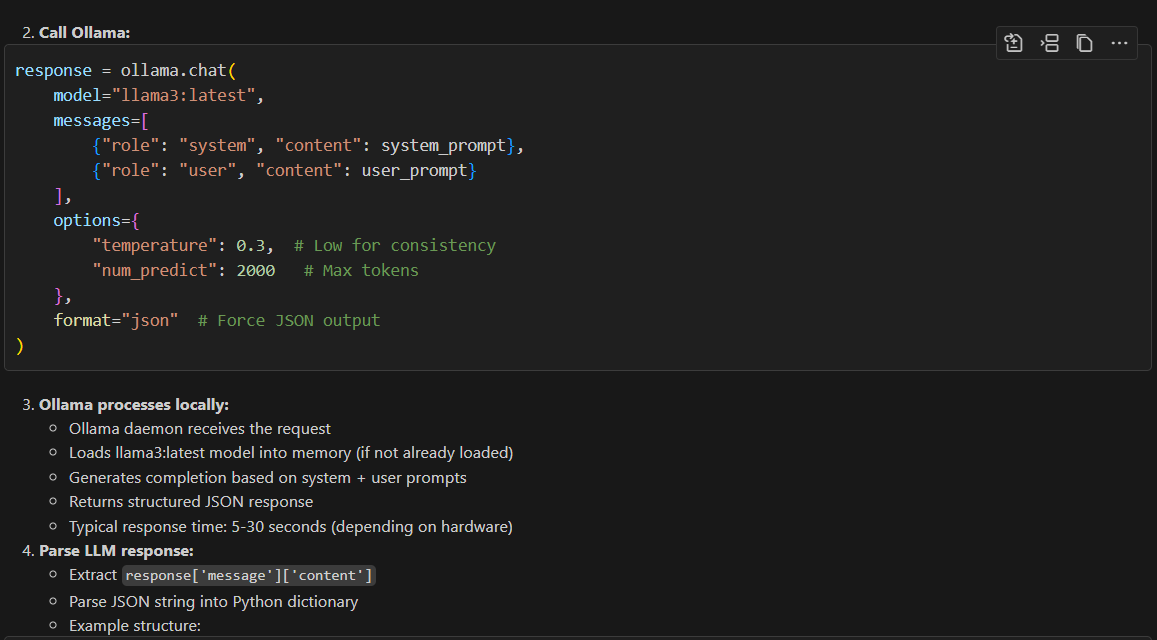 2. Call Ollama:
response = ollama.chat(
    model="llama3:latest",
    messages=[
        {"role": "system", "content": system_prompt},
        {"role": "user", "content": user_prompt}
    ],
    options={
        "temperature": 0.3,  # Low for consistency
        "num_predict": 2000   # Max tokens
    },
    format="json"  # Force JSON output
)
3. Ollama processes locally:
Ollama daemon receives the request
Loads llama3:latest model into memory (if not already loaded)
Generates completion based on system + user prompts
Returns structured JSON response
Typical response time: 5-30 seconds (depending on hardware)
4. Parse LLM response:
Extract response['message']['content']
Parse JSON string into Python dictionary
Example structure: